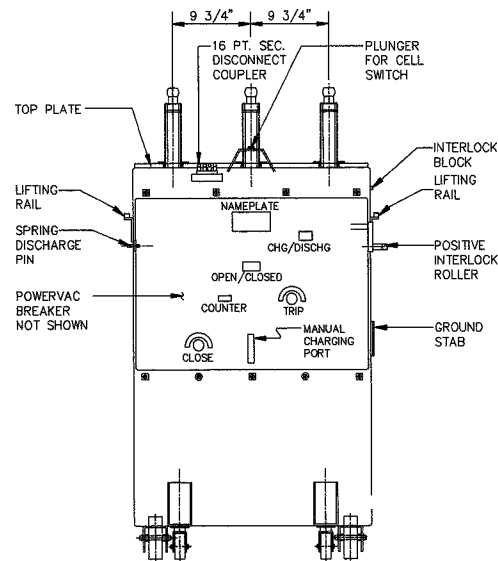 9 3/4"
9 3/4"
16 PT. SEC.
DISCONNECT
COUPLER
PLUNGER
FOR CELL
SWITCH
TOP PLATE
INTERLOCK
BLOCK
LIFTING
RAIL
LIFTING
RAIL
NAMEPLATE
SPRING
DISCHARGE
PIN
CHG/DISCHG
POSITIVE
INTERLOCK
ROLLER
OPEN/CLOSED
POWERVAC
BREAKER
NOT SHOWN
COUNTER
TRIP
MANUAL
CHARGING
PORT
GROUND
STAB
CLOSE